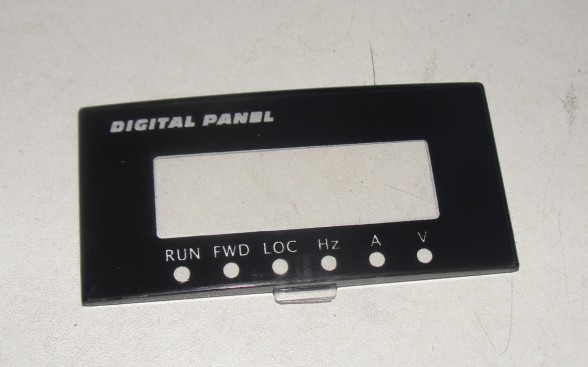 DIGITAL PANEL
RUN FWD LOC Hz A V